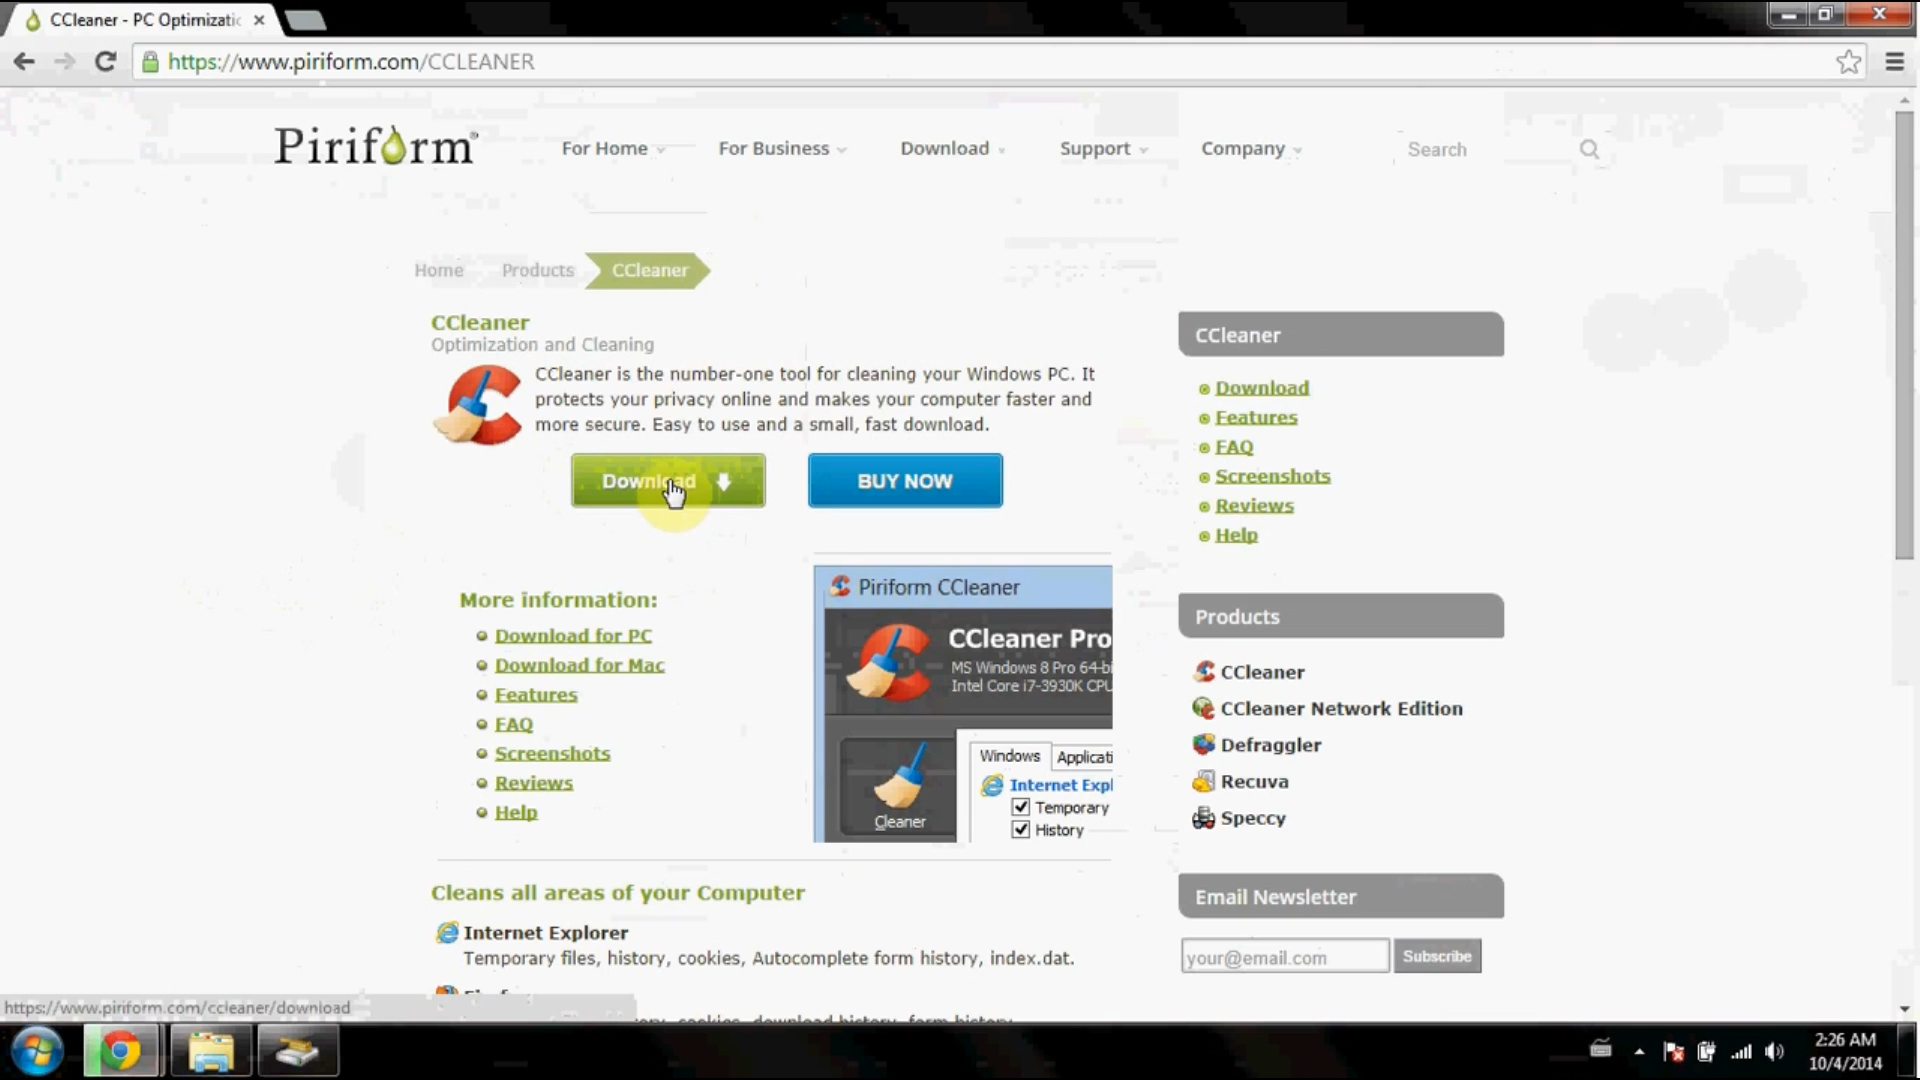 CCleaner - PC Optimizatic
https://www.piriform.com/CCLEANER
Piriform
For Home
For Business
Download
Support
Company
Search
Home
Products
CCleaner
CCleaner
Optimization and Cleaning
CCleaner is the number-one tool for cleaning your Windows PC. It
protects your privacy online and makes your computer faster and
more secure. Easy to use and a small, fast download.
Download
BUY NOW
More information:
Download for PC
Download for Mac
Features
FAQ
Screenshots
Reviews
Help
Piriform CCleaner
CCleaner Pro
MS Windows 8 Pro 64-bi
Intel Core i7-3930K CPU
Cleaner
Windows
Applicati
Internet Expl
Temporary
History
Cleans all areas of your Computer
Internet Explorer
Temporary files, history, cookies, Autocomplete form history, index.dat.
cookies, download history, form history
CCleaner
Download
Features
FAQ
Screenshots
Reviews
Help
Products
CCleaner
CCleaner Network Edition
Defraggler
Recuva
Speccy
Email Newsletter
your@email.com
Subscribe
https://www.piriform.com/ccleaner/download
2:26 AM
10/4/2014